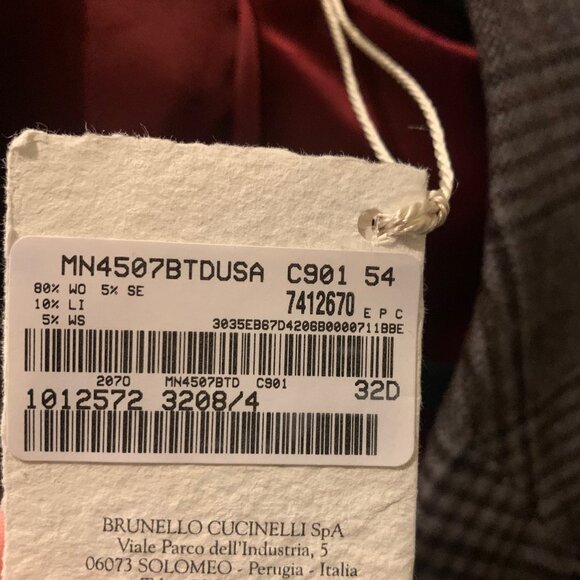 MN4507BTDUSA C901 54
80% WO 5% SE
10% LI 7412670 E P C
5% WS 3035EB67D4206B0000711BBE
2070 MN4507BTD C901 32D
1012572 3208/4
BRUNELLO CUCINELLI SpA
Viale Parco dell'Industria, 5
06073 SOLOMEO - Perugia - Italia